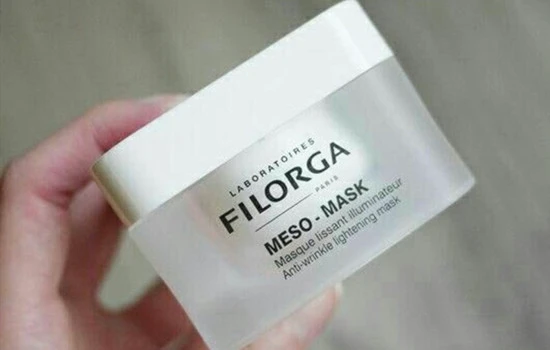 LABORATOIRES
FILORGA
PARIS
MESO-MASK
Masque lissant illuminateur
Anti-wrinkle lightening mask